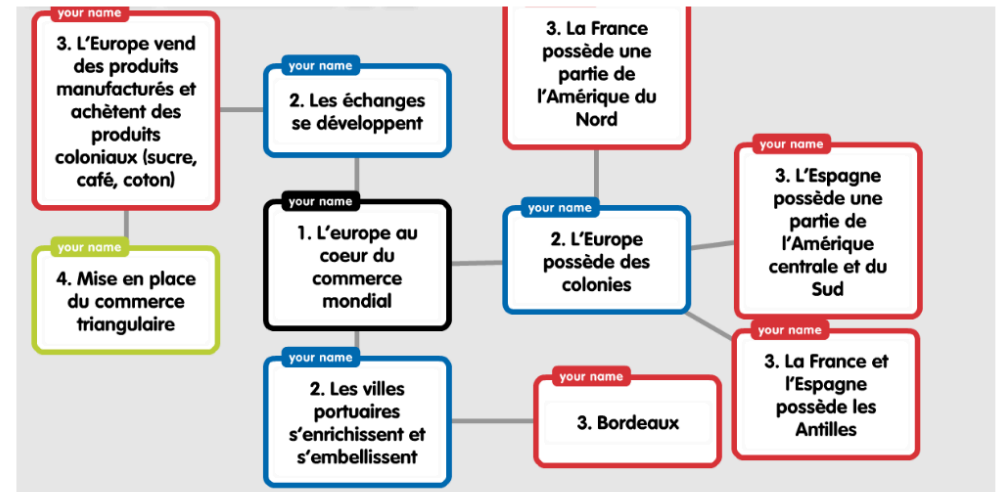 your name
3. L'Europe vend
des produits
manufacturés et
achètent des
produits
coloniaux (sucre,
café, coton)
your name
2. Les échanges
se développent
3. La France
possède une
partie de
l'Amérique du
Nord
your name
3. L'Espagne
possède une
partie de
l'Amérique
centrale et du
Sud
your name
1. L'europe au
coeur du
commerce
mondial
your name
2. L'Europe
possède des
colonies
your name
4. Mise en place
du commerce
triangulaire
your name
2. Les villes
portuaires
s'enrichissent et
s'embellissent
your name
3. Bordeaux
your name
3. La France et
l'Espagne
possède les
Antilles